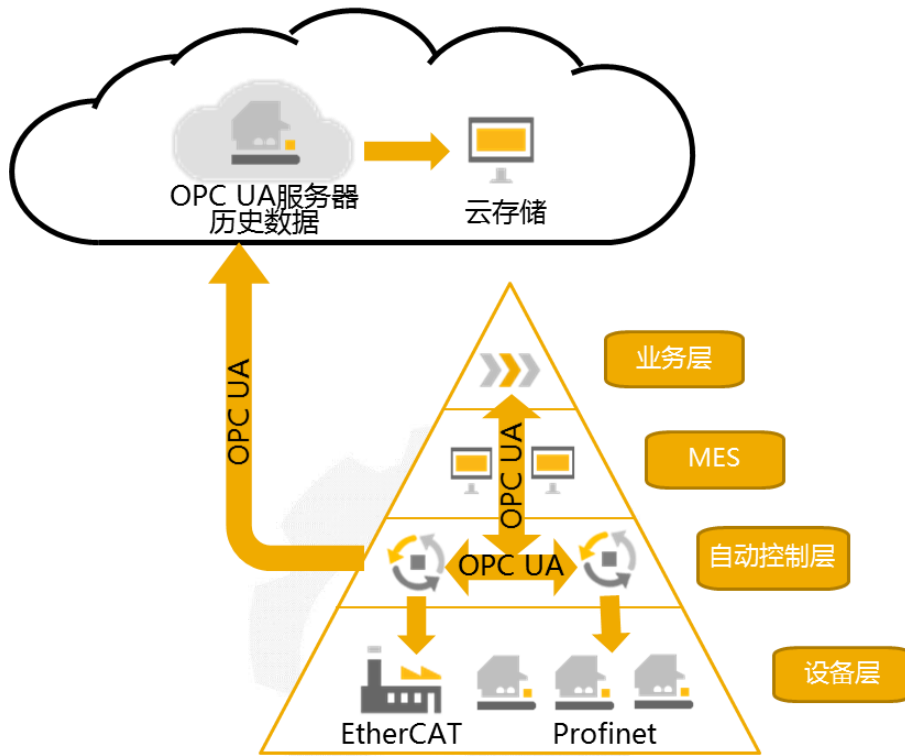 OPC UA服务器
历史数据
云存储
OPC UA
业务层
OPC UA
MES
OPC UA
自动控制层
设备层
EtherCAT
Profinet